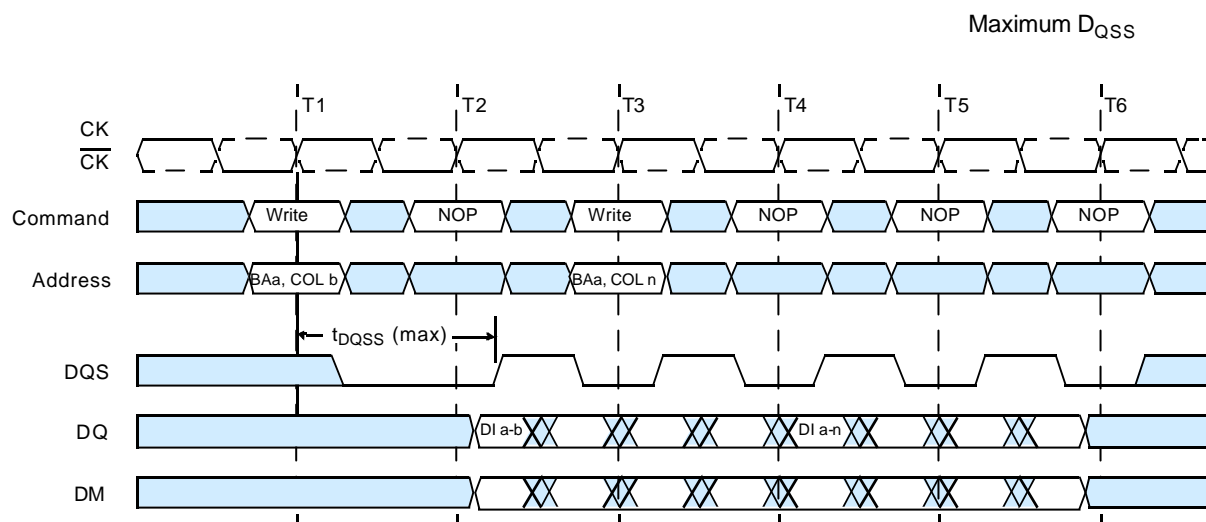 Maximum DQSS
T1 T2 T3 T4 T5 T6
CK
CK
Command Write NOP Write NOP NOP NOP
Address BAa, COL b BAa, COL n
tDQSS (max)
DQS
DQ DI a-b DI a-n
DM